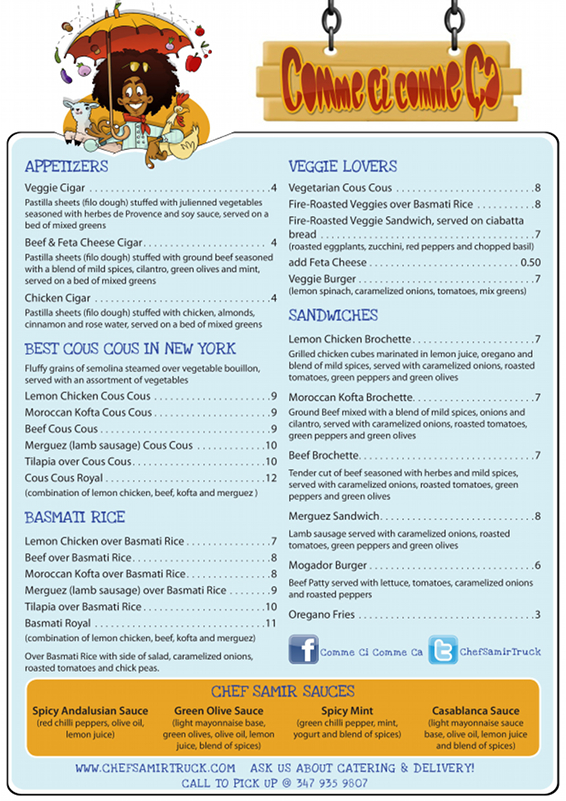 Comme ci comme Ça
APPETIZERS
Veggie Cigar . . . . . . . . . . . . . . . . . . . . . . . . . . . . . . . . 4
Pastilla sheets (filo dough) stuffed with julienned vegetables
seasoned with herbes de Provence and soy sauce, served on a
bed of mixed greens
Beef & Feta Cheese Cigar. . . . . . . . . . . . . . . . . . . . . . 4
Pastilla sheets (filo dough) stuffed with ground beef seasoned
with a blend of mild spices, cilantro, green olives and mint,
served on a bed of mixed greens
Chicken Cigar . . . . . . . . . . . . . . . . . . . . . . . . . . . . . . . 4
Pastilla sheets (filo dough) stuffed with chicken, almonds,
cinnamon and rose water, served on a bed of mixed greens
BEST COUS COUS IN NEW YORK
Fluffy grains of semolina steamed over vegetable bouillon,
served with an assortment of vegetables
Lemon Chicken Cous Cous . . . . . . . . . . . . . . . . . . . . . 9
Moroccan Kofta Cous Cous . . . . . . . . . . . . . . . . . . . . . 9
Beef Cous Cous . . . . . . . . . . . . . . . . . . . . . . . . . . . . . . 9
Merguez (lamb sausage) Cous Cous . . . . . . . . . . . . . 10
Tilapia over Cous Cous. . . . . . . . . . . . . . . . . . . . . . . . 10
Cous Cous Royal . . . . . . . . . . . . . . . . . . . . . . . . . . . . 12
(combination of lemon chicken, beef, kofta and merguez )
BASMATI RICE
Lemon Chicken over Basmati Rice . . . . . . . . . . . . . . . 7
Beef over Basmati Rice. . . . . . . . . . . . . . . . . . . . . . . . 8
Moroccan Kofta over Basmati Rice. . . . . . . . . . . . . . . 8
Merguez (lamb sausage) over Basmati Rice . . . . . . . 9
Tilapia over Basmati Rice . . . . . . . . . . . . . . . . . . . . . 10
Basmati Royal . . . . . . . . . . . . . . . . . . . . . . . . . . . . . . 11
(combination of lemon chicken, beef, kofta and merguez)
Over Basmati Rice with side of salad, caramelized onions,
roasted tomatoes and chick peas.
VEGGIE LOVERS
Vegetarian Cous Cous . . . . . . . . . . . . . . . . . . . . . . . . 8
Fire-Roasted Veggies over Basmati Rice . . . . . . . . . . 8
Fire-Roasted Veggie Sandwich, served on ciabatta
bread . . . . . . . . . . . . . . . . . . . . . . . . . . . . . . . . . . . . . . 7
(roasted eggplants, zucchini, red peppers and chopped basil)
add Feta Cheese . . . . . . . . . . . . . . . . . . . . . . . . . . . 0.50
Veggie Burger . . . . . . . . . . . . . . . . . . . . . . . . . . . . . . . 7
(lemon spinach, caramelized onions, tomatoes, mix greens)
SANDWICHES
Lemon Chicken Brochette. . . . . . . . . . . . . . . . . . . . . . 7
Grilled chicken cubes marinated in lemon juice, oregano and
blend of mild spices, served with caramelized onions, roasted
tomatoes, green peppers and green olives
Moroccan Kofta Brochette. . . . . . . . . . . . . . . . . . . . . . 7
Ground Beef mixed with a blend of mild spices, onions and
cilantro, served with caramelized onions, roasted tomatoes,
green peppers and green olives
Beef Brochette. . . . . . . . . . . . . . . . . . . . . . . . . . . . . . . 7
Tender cut of beef seasoned with herbes and mild spices,
served with caramelized onions, roasted tomatoes, green
peppers and green olives
Merguez Sandwich. . . . . . . . . . . . . . . . . . . . . . . . . . . . 8
Lamb sausage served with caramelized onions, roasted
tomatoes, green peppers and green olives
Mogador Burger . . . . . . . . . . . . . . . . . . . . . . . . . . . . . 6
Beef Patty served with lettuce, tomatoes, caramelized onions
and roasted peppers
Oregano Fries . . . . . . . . . . . . . . . . . . . . . . . . . . . . . . . 3
f Comme Ci Comme Ca t ChefSamirTruck
CHEF SAMIR SAUCES
Spicy Andalusian Sauce
(red chilli peppers, olive oil,
lemon juice)
Green Olive Sauce
(light mayonnaise base,
green olives, olive oil, lemon
juice, blend of spices)
Spicy Mint
(green chilli pepper, mint,
yogurt and blend of spicy)
Casablanca Sauce
(light mayonnaise sauce
base, olive oil, lemon juice
and blend of spices)
WWW.CHEFSAMIRTRUCK.COM ASK US ABOUT CATERING & DELIVERY!
CALL TO PICK UP @ 347 935 9807